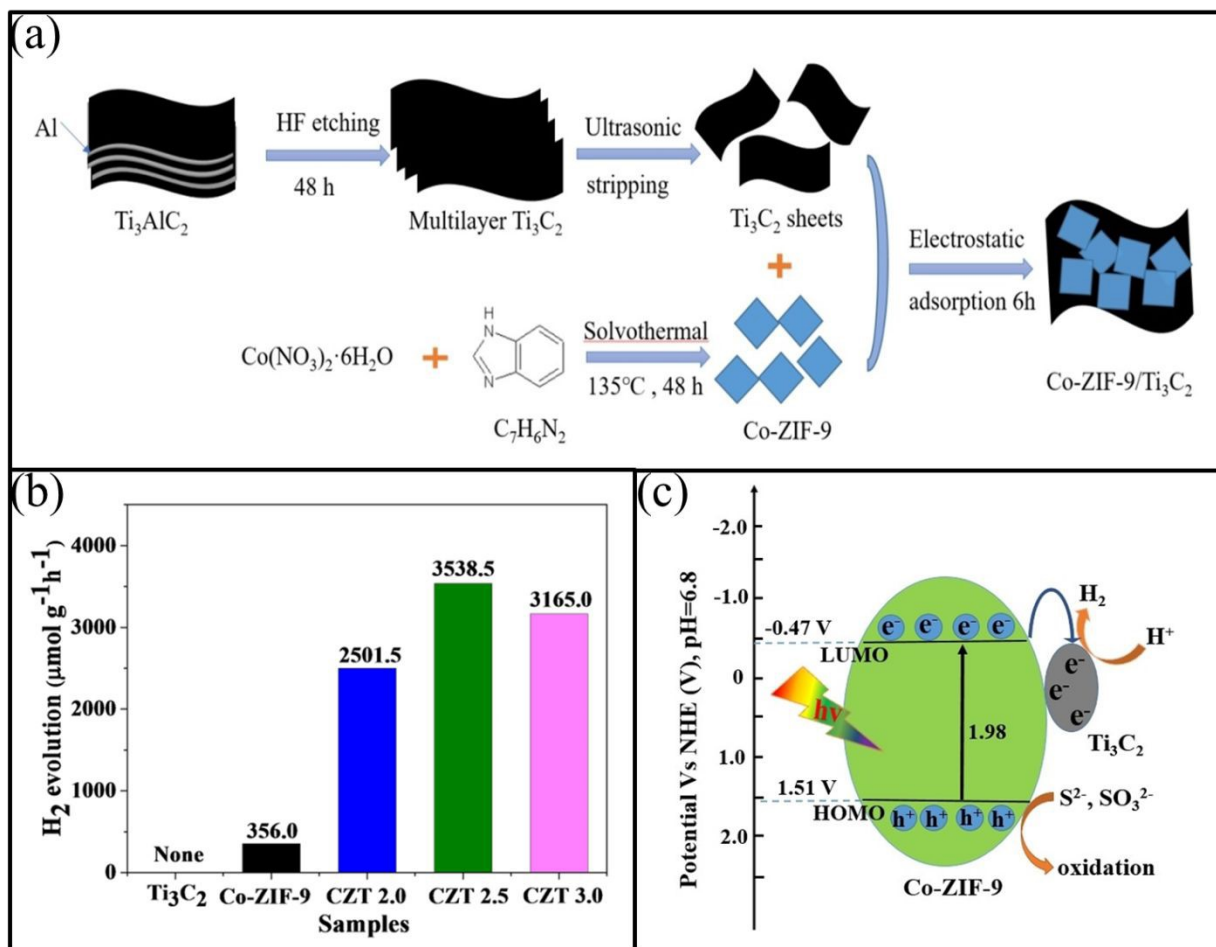 (a)
Al
Ti₃AlC₂
HF etching
48 h
Multilayer Ti₃C₂
Ultrasonic
stripping
Ti₃C₂ sheets
+
Co(NO₃)₂·6H₂O
+
H
N
N
C₇H₆N₂
Solvothermal
135°C , 48 h
Co-ZIF-9
Electrostatic
adsorption 6h
Co-ZIF-9/Ti₃C₂
(b)
H₂ evolution (μmol g⁻¹h⁻¹)
4000
3000
2000
1000
0
None
356.0
2501.5
3538.5
3165.0
Ti₃C₂ Co-ZIF-9 CZT 2.0 CZT 2.5 CZT 3.0
Samples
(c)
Potential Vs NHE (V), pH=6.8
-2.0
-1.0
-0.47 V
0
1.0
1.51 V
2.0
e⁻ e⁻ e⁻ e⁻
LUMO
hv
1.98
HOMO
h⁺ h⁺ h⁺ h⁺
Co-ZIF-9
H₂
H⁺
e⁻
e⁻
e⁻
Ti₃C₂
S²⁻, SO₃²⁻
oxidation